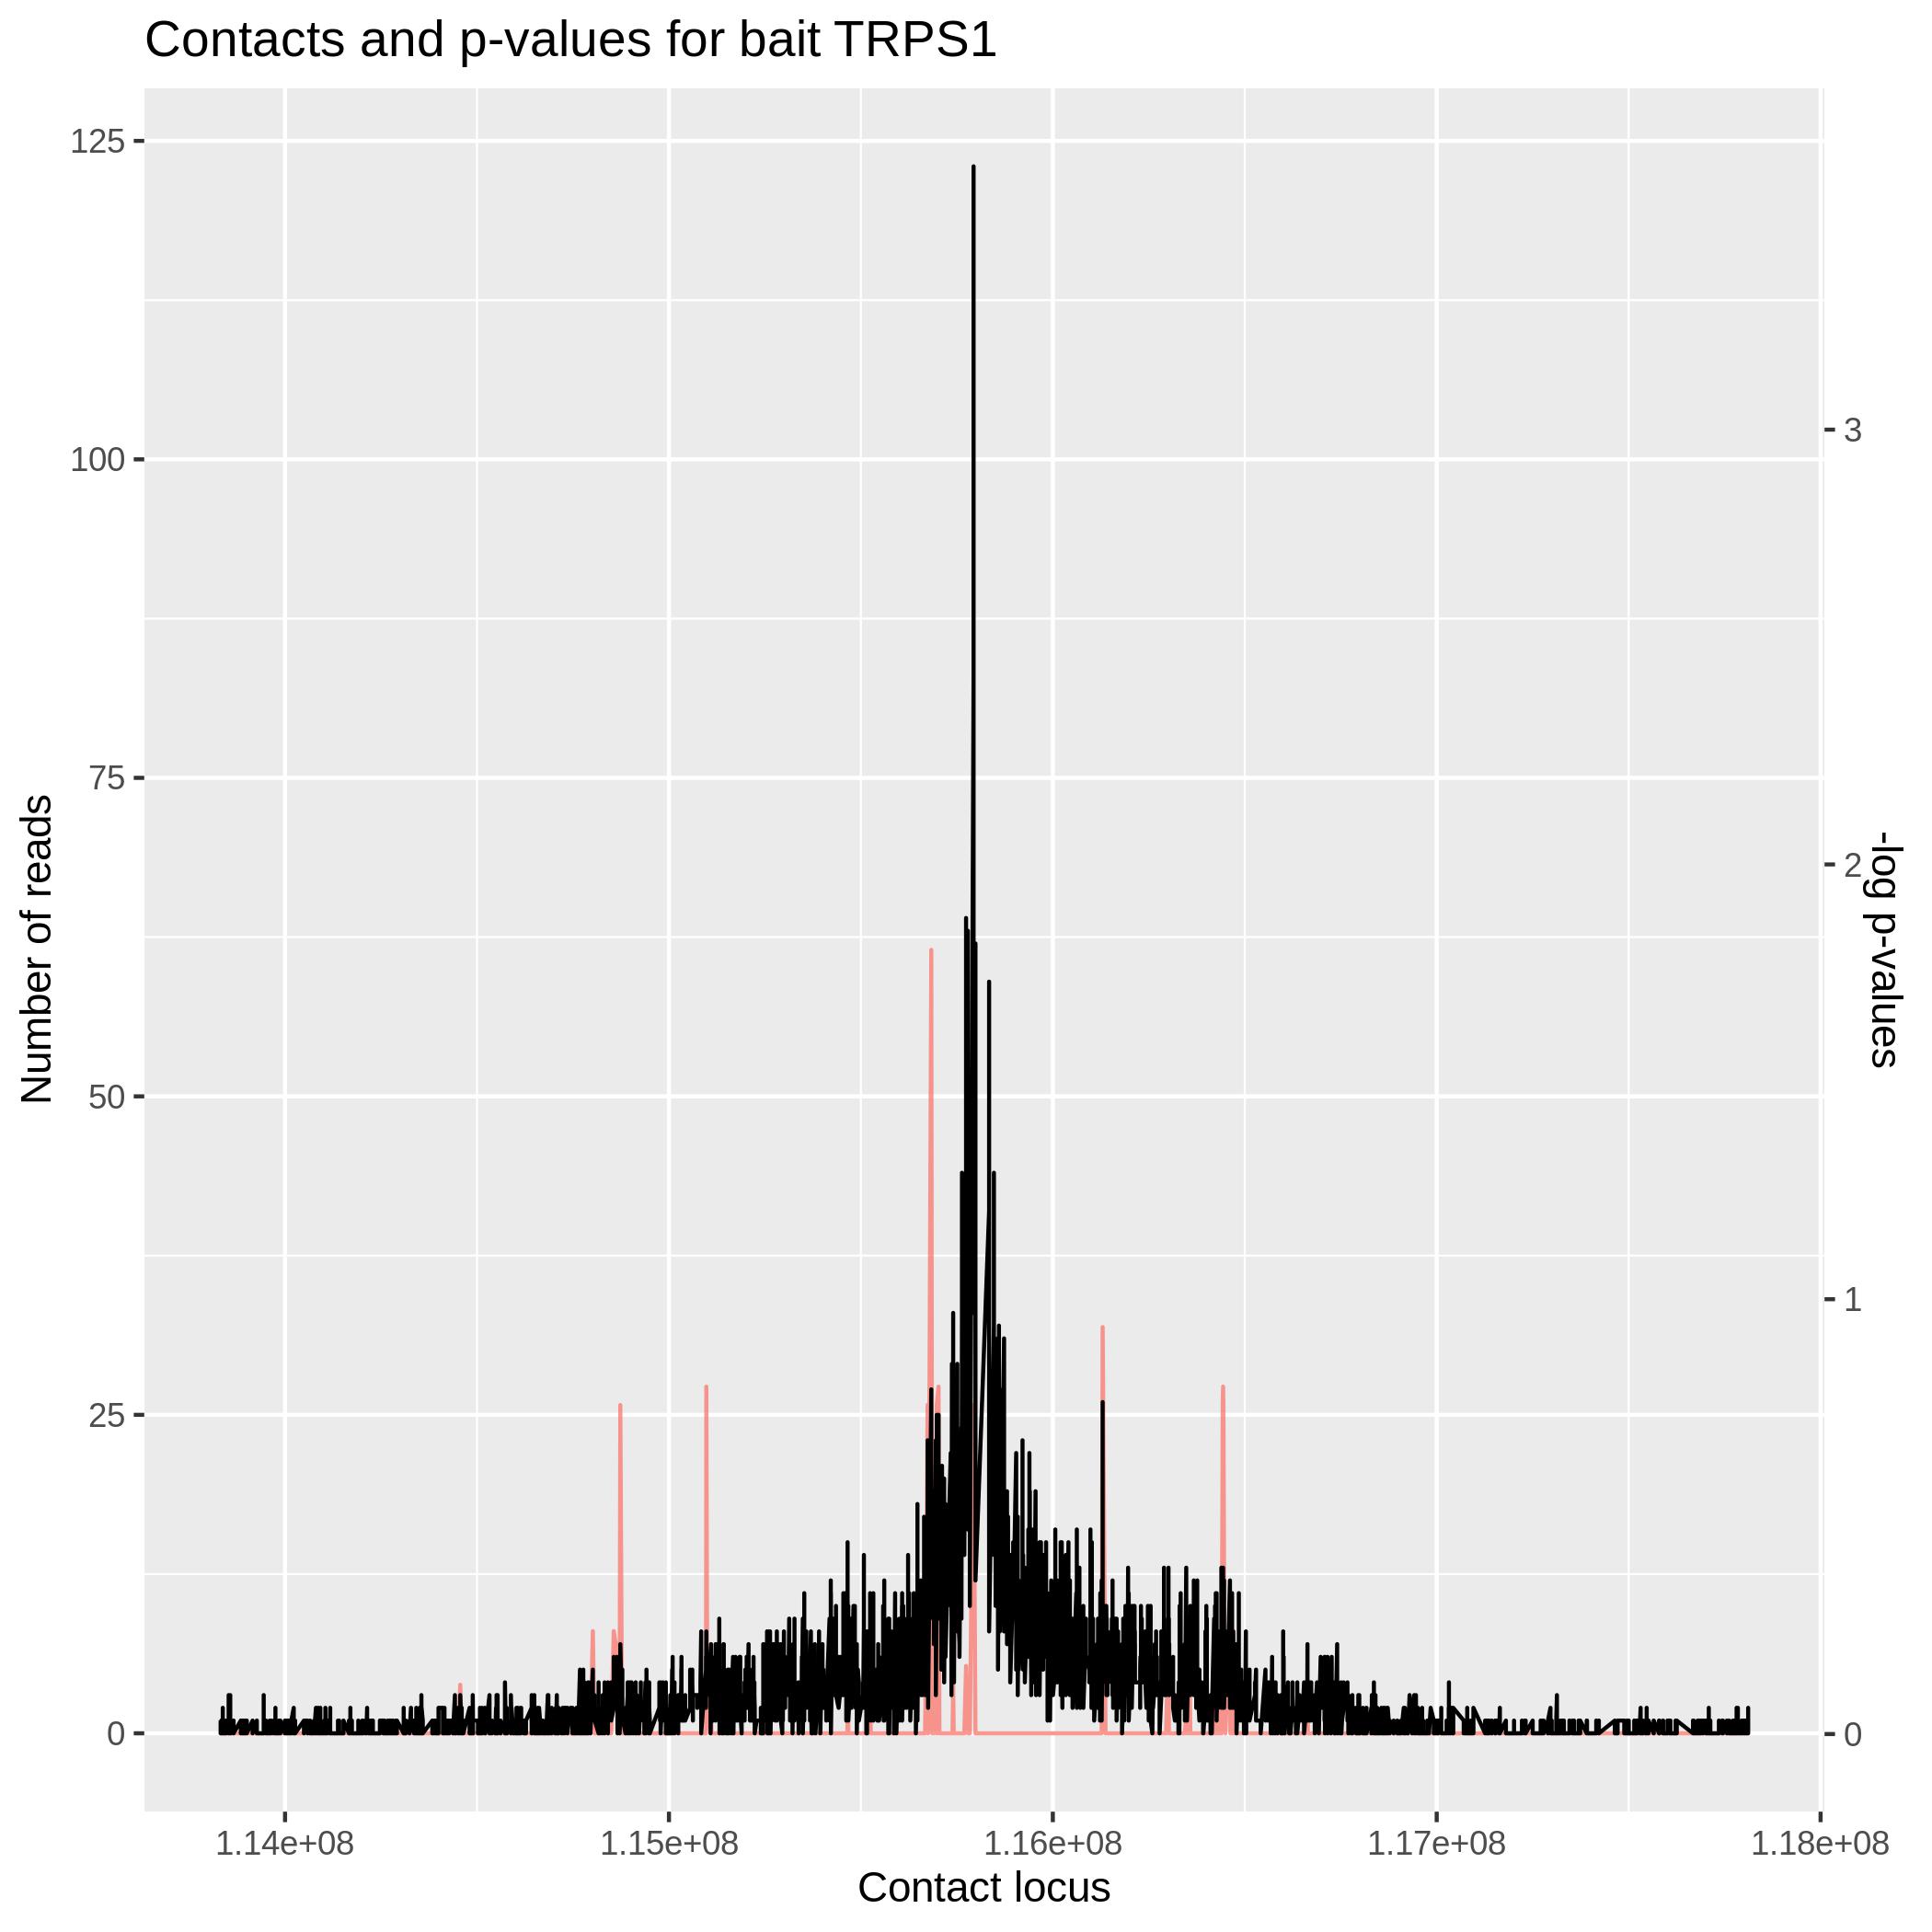 Contacts and p-values for bait TRPS1
125
100
75
50
25
0
Number of reads
3
2
1
0
-log p-values
1.14e+08 1.15e+08 1.16e+08 1.17e+08 1.18e+08
Contact locus